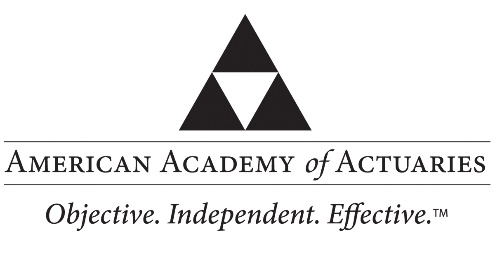 AMERICAN ACADEMY of ACTUARIES
Objective. Independent. Effective.™